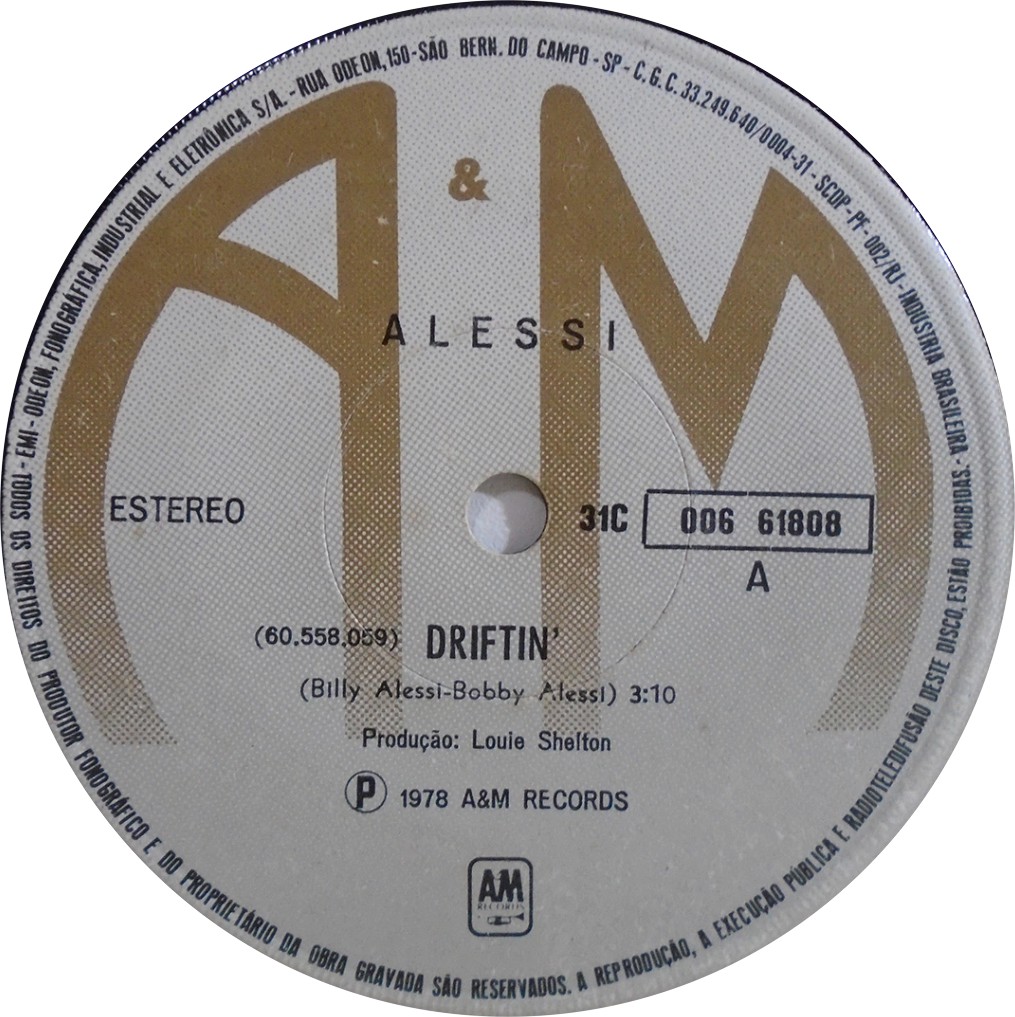 EMI - ODEON, FONOGRÁFICA, INDUSTRIAL E ELETRÔNICA S/A. - RUA ODEON, 150 - SÃO BERN. DO CAMPO - SP - C.G.C. 33.249.640/0004-31 - SCDP - PF - 002/RJ - INDUSTRIA BRASILEIRA. - TODOS OS DIREITOS DO PRODUTOR FONOGRÁFICO E DO PROPRIETÁRIO DA OBRA GRAVADA SÃO RESERVADOS. A REPRODUÇÃO, A EXECUÇÃO PÚBLICA E RADIOTELEDIFUSÃO DESTE DISCO, ESTÃO PROIBIDAS.
A & M
ALESSI
ESTEREO
31C 006 61808
A
(60.558.059) DRIFTIN'
(Billy Alessi-Bobby Alessi) 3:10
Produção: Louie Shelton
Ⓟ 1978 A&M RECORDS
A&M
RECORDS